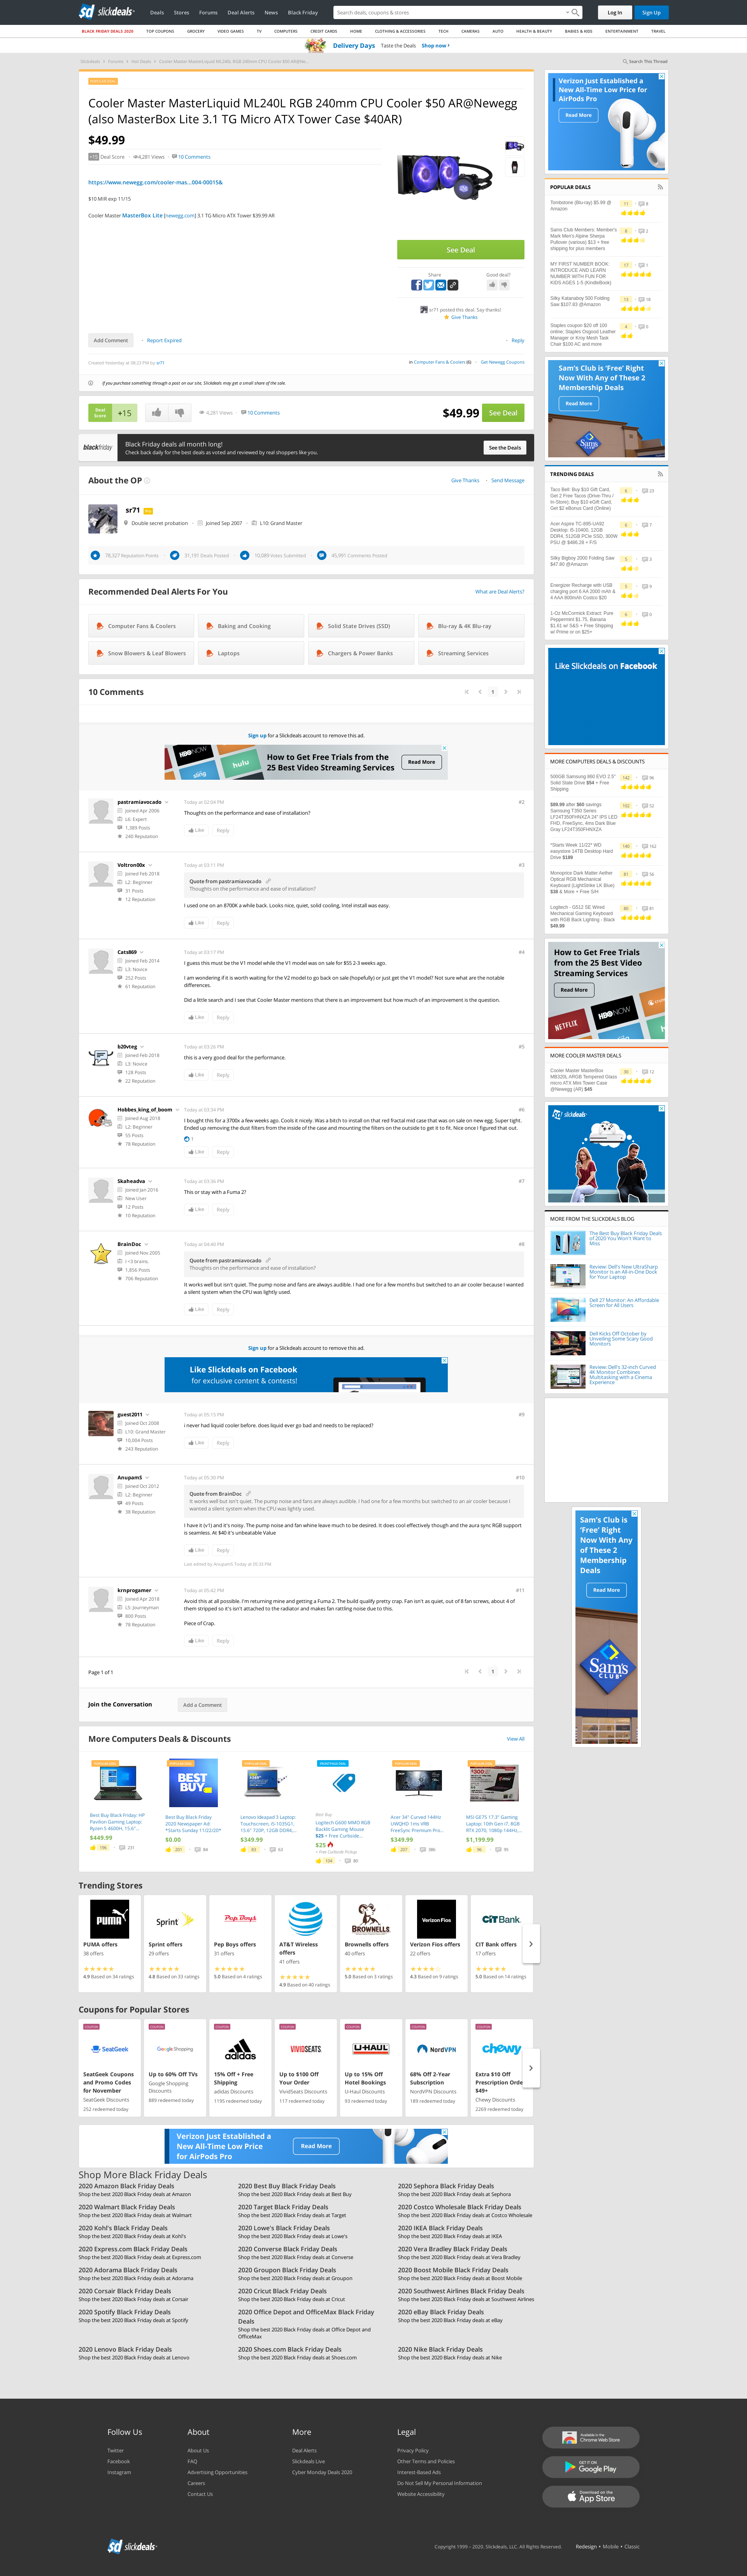 slickdeals
Deals Stores Forums Deal Alerts News Black Friday
Search deals, coupons & stores
Log In Sign Up
BLACK FRIDAY DEALS 2020 TOP COUPONS GROCERY VIDEO GAMES TV COMPUTERS CREDIT CARDS HOME CLOTHING & ACCESSORIES TECH CAMERAS AUTO HEALTH & BEAUTY BABIES & KIDS ENTERTAINMENT TRAVEL
Delivery Days Taste the Deals Shop now
Search This Thread
Cooler Master MasterLiquid ML240L RGB 240mm CPU Cooler $50 AR@Newegg
(also MasterBox Lite 3.1 TG Micro ATX Tower Case $40AR)
$49.99
+15 Deal Score 4,281 Views 10 Comments
https://www.newegg.com/cooler-mas...004-00015&
$10 MIR exp 11/15
Cooler Master MasterBox Lite [newegg.com] 3.1 TG Micro ATX Tower $39.99 AR
See Deal
Share Good deal?
sr71 posted this deal. Say thanks!
Give Thanks
Add Comment Report Expired Reply
Created Yesterday at 08:23 PM by sr71
in Computer Fans & Coolers (6) Get Newegg Coupons
If you purchase something through a post on our site, Slickdeals may get a small share of the sale.
Deal Score +15 4,281 Views 10 Comments $49.99 See Deal
blackfriday
Black Friday deals all month long!
Check back daily for the best deals as voted and reviewed by real shoppers like you.
See the Deals
About the OP Give Thanks Send Message
sr71
Double secret probation Joined Sep 2007 L10: Grand Master
78,327 Reputation Points 31,191 Deals Posted 10,089 Votes Submitted 45,991 Comments Posted
Recommended Deal Alerts For You What are Deal Alerts?
Computer Fans & Coolers Baking and Cooking Solid State Drives (SSD) Blu-ray & 4K Blu-ray
Snow Blowers & Leaf Blowers Laptops Chargers & Power Banks Streaming Services
10 Comments 1
Sign up for a Slickdeals account to remove this ad.
How to Get Free Trials from the
25 Best Video Streaming Services
Read More
pastramiavocado
Joined Apr 2006
L6: Expert
1,389 Posts
240 Reputation
Today at 02:04 PM #2
Thoughts on the performance and ease of installation?
Like Reply
Voltron00x
Joined Feb 2018
L2: Beginner
31 Posts
12 Reputation
Today at 03:11 PM #3
Quote from pastramiavocado
Thoughts on the performance and ease of installation?
I used one on an 8700K a while back. Looks nice, quiet, solid cooling, Intel install was easy.
Like Reply
Cats869
Joined Feb 2014
L3: Novice
252 Posts
61 Reputation
Today at 03:17 PM #4
I guess this must be the V1 model while the V1 model was on sale for $55 2-3 weeks ago.
I am wondering if it is worth waiting for the V2 model to go back on sale (hopefully) or just get the V1 model? Not sure what are the notable differences.
Did a little search and I see that Cooler Master mentions that there is an improvement but how much of an improvement is the question.
Like Reply
b20vteg
Joined Feb 2018
L3: Novice
128 Posts
22 Reputation
Today at 03:26 PM #5
this is a very good deal for the performance.
Like Reply
Hobbes_king_of_boom
Joined Aug 2018
L2: Beginner
55 Posts
78 Reputation
Today at 03:34 PM #6
I bought this for a 3700x a few weeks ago. Cools it nicely. Was a bitch to install on that red fractal mid case that was on sale on new egg. Super tight. Ended up removing the dust filters from the inside of the case and mounting the filters on the outside to get it to fit. Nice once I figured that out.
1
Like Reply
Skaheadva
Joined Jan 2016
New User
12 Posts
10 Reputation
Today at 03:36 PM #7
This or stay with a Fuma 2?
Like Reply
BrainDoc
Joined Nov 2005
I <3 brains.
1,856 Posts
706 Reputation
Today at 04:40 PM #8
Quote from pastramiavocado
Thoughts on the performance and ease of installation?
It works well but isn't quiet. The pump noise and fans are always audible. I had one for a few months but switched to an air cooler because I wanted a silent system when the CPU was lightly used.
Like Reply
Sign up for a Slickdeals account to remove this ad.
Like Slickdeals on Facebook
for exclusive content & contests!
guest2011
Joined Oct 2008
L10: Grand Master
10,004 Posts
243 Reputation
Today at 05:15 PM #9
i never had liquid cooler before. does liquid ever go bad and needs to be replaced?
Like Reply
AnupamS
Joined Oct 2012
L2: Beginner
49 Posts
38 Reputation
Today at 05:30 PM #10
Quote from BrainDoc
It works well but isn't quiet. The pump noise and fans are always audible. I had one for a few months but switched to an air cooler because I wanted a silent system when the CPU was lightly used.
I have it (v1) and it's noisy. The pump noise and fan whine leave much to be desired. It does cool effectively though and the aura sync RGB support is seamless. At $40 it's unbeatable Value
Like Reply
Last edited by AnupamS Today at 05:33 PM
krnprogamer
Joined Apr 2018
L5: Journeyman
800 Posts
78 Reputation
Today at 05:42 PM #11
Avoid this at all possible. I'm returning mine and getting a Fuma 2. The build quality pretty crap. Fan isn't as quiet, out of 8 fan screws, about 4 of them stripped so it's isn't attached to the radiator and makes fan rattling noise due to this.
Piece of Crap.
Like Reply
Page 1 of 1 1
Join the Conversation Add a Comment
More Computers Deals & Discounts View All
Best Buy Black Friday: HP Pavilion Gaming Laptop: Ryzen 5 4600H, 15.6"...
$449.99
196 231
Best Buy Black Friday 2020 Newspaper Ad: *Starts Sunday 11/22/20*
$0.00
201 84
Lenovo Ideapad 3 Laptop: Touchscreen, i5-1035G1, 15.6" 720P, 12GB DDR4,...
$349.99
93 63
Best Buy
Logitech G600 MMO RGB Backlit Gaming Mouse $25 + Free Curbside...
$25
+ Free Curbside Pickup
104 80
Acer 34" Curved 144Hz UWQHD 1ms VRB FreeSync Premium Pro...
$349.99
207 386
MSI GE75 17.3" Gaming Laptop: 10th Gen i7, 8GB RTX 2070, 1080p 144Hz,...
$1,199.99
96 95
Trending Stores
PUMA offers
38 offers
4.9 Based on 34 ratings
Sprint offers
29 offers
4.8 Based on 33 ratings
Pep Boys offers
31 offers
5.0 Based on 4 ratings
AT&T Wireless offers
41 offers
4.9 Based on 40 ratings
Brownells offers
40 offers
5.0 Based on 3 ratings
Verizon Fios offers
22 offers
4.3 Based on 9 ratings
CIT Bank offers
17 offers
5.0 Based on 14 ratings
Coupons for Popular Stores
SeatGeek Coupons and Promo Codes for November
SeatGeek Discounts
252 redeemed today
Up to 60% Off TVs
Google Shopping Discounts
869 redeemed today
15% Off + Free Shipping
adidas Discounts
1195 redeemed today
Up to $100 Off Your Order
VividSeats Discounts
117 redeemed today
Up to 15% Off Hotel Bookings
U-Haul Discounts
93 redeemed today
68% Off 2-Year Subscription
NordVPN Discounts
189 redeemed today
Extra $10 Off Prescription Orde $49+
Chewy Discounts
2269 redeemed today
Verizon Just Established a
New All-Time Low Price
for AirPods Pro
Read More
Shop More Black Friday Deals
2020 Amazon Black Friday Deals
Shop the best 2020 Black Friday deals at Amazon
2020 Best Buy Black Friday Deals
Shop the best 2020 Black Friday deals at Best Buy
2020 Sephora Black Friday Deals
Shop the best 2020 Black Friday deals at Sephora
2020 Walmart Black Friday Deals
Shop the best 2020 Black Friday deals at Walmart
2020 Target Black Friday Deals
Shop the best 2020 Black Friday deals at Target
2020 Costco Wholesale Black Friday Deals
Shop the best 2020 Black Friday deals at Costco Wholesale
2020 Kohl's Black Friday Deals
Shop the best 2020 Black Friday deals at Kohl's
2020 Lowe's Black Friday Deals
Shop the best 2020 Black Friday deals at Lowe's
2020 IKEA Black Friday Deals
Shop the best 2020 Black Friday deals at IKEA
2020 Express.com Black Friday Deals
Shop the best 2020 Black Friday deals at Express.com
2020 Converse Black Friday Deals
Shop the best 2020 Black Friday deals at Converse
2020 Vera Bradley Black Friday Deals
Shop the best 2020 Black Friday deals at Vera Bradley
2020 Adorama Black Friday Deals
Shop the best 2020 Black Friday deals at Adorama
2020 Groupon Black Friday Deals
Shop the best 2020 Black Friday deals at Groupon
2020 Boost Mobile Black Friday Deals
Shop the best 2020 Black Friday deals at Boost Mobile
2020 Corsair Black Friday Deals
Shop the best 2020 Black Friday deals at Corsair
2020 Cricut Black Friday Deals
Shop the best 2020 Black Friday deals at Cricut
2020 Southwest Airlines Black Friday Deals
Shop the best 2020 Black Friday deals at Southwest Airlines
2020 Spotify Black Friday Deals
Shop the best 2020 Black Friday deals at Spotify
2020 Office Depot and OfficeMax Black Friday Deals
Shop the best 2020 Black Friday deals at Office Depot and OfficeMax
2020 eBay Black Friday Deals
Shop the best 2020 Black Friday deals at eBay
2020 Lenovo Black Friday Deals
Shop the best 2020 Black Friday deals at Lenovo
2020 Shoes.com Black Friday Deals
Shop the best 2020 Black Friday deals at Shoes.com
2020 Nike Black Friday Deals
Shop the best 2020 Black Friday deals at Nike
Verizon Just Established a
New All-Time Low Price for
AirPods Pro
Read More
POPULAR DEALS
Tombstone (Blu-ray) $5.99 @ Amazon
Sams Club Members: Member's Mark Men's Alpine Sherpa Pullover (various) $13 + free shipping for plus members
MY FIRST NUMBER BOOK: INTRODUCE AND LEARN NUMBER WITH FUN FOR KIDS AGES 1-5 (KindleBook)
Silky Katanaboy 500 Folding Saw $107.83 @Amazon
Staples coupon $20 off 100 online; Staples Osgood Leather Manager or Kroy Mesh Task Chair $100 AC and more
Sam's Club is 'Free' Right
Now With Any of These 2
Membership Deals
Read More
TRENDING DEALS
Taco Bell: Buy $10 Gift Card, Get 2 Free Tacos (Drive-Thru / In-Store); Buy $10 eGift Card, Get $2 eBonus Card (Online)
Acer Aspire TC-895-UA92 Desktop: i5-10400, 12GB DDR4, 512GB PCIe SSD, 300W PSU @ $486.28 + F/S
Silky Bigboy 2000 Folding Saw $47.80 @Amazon
Energizer Recharge with USB charging port 6 AA 2000 mAh & 4 AAA 800mAh Costco $20
1-Oz McCormick Extract: Pure Peppermint $1.75, Banana $1.61 w/ S&S + Free Shipping w/ Prime or on $25+
Like Slickdeals on Facebook
MORE COMPUTERS DEALS & DISCOUNTS
500GB Samsung 860 EVO 2.5" Solid State Drive $54 + Free Shipping
$99.99 after $60 savings Samsung T350 Series LF24T350FHNXZA 24" IPS LED FHD, FreeSync, 4ms Dark Blue Gray LF24T350FHNXZA
*Starts Week 11/22* WD easystore 14TB Desktop Hard Drive $189
Monoprice Dark Matter Aether Optical RGB Mechanical Keyboard (LightStrike LK Blue) $38 & More + Free S/H
Logitech - G512 SE Wired Mechanical Gaming Keyboard with RGB Back Lighting - Black $49.99
How to Get Free Trials
from the 25 Best Video
Streaming Services
Read More
MORE COOLER MASTER DEALS
Cooler Master MasterBox MB320L ARGB Tempered Glass micro ATX Mini Tower Case @Newegg (AR) $45
slickdeals
MORE FROM THE SLICKDEALS BLOG
The Best Buy Black Friday Deals of 2020 You Won't Want to Miss
Review: Dell's New UltraSharp Monitor Is an All-in-One Dock for Your Laptop
Dell 27 Monitor: An Affordable Screen for All Users
Dell Kicks Off October by Unveiling Some Scary Good Monitors
Review: Dell's 32-inch Curved 4K Monitor Combines Multitasking with a Cinema Experience
Sam's Club is
'Free' Right
Now With Any
of These 2
Membership
Deals
Read More
Sam's CLUB
Follow Us
Twitter
Facebook
Instagram
About
About Us
FAQ
Advertising Opportunities
Careers
Contact Us
More
Deal Alerts
Slickdeals Live
Cyber Monday Deals 2020
Legal
Privacy Policy
Other Terms and Policies
Interest-Based Ads
Do Not Sell My Personal Information
Website Accessibility
Available in the Chrome Web Store
GET IT ON Google Play
Download on the App Store
slickdeals
Copyright 1999 - 2020. Slickdeals, LLC. All Rights Reserved. Redesign • Mobile • Classic